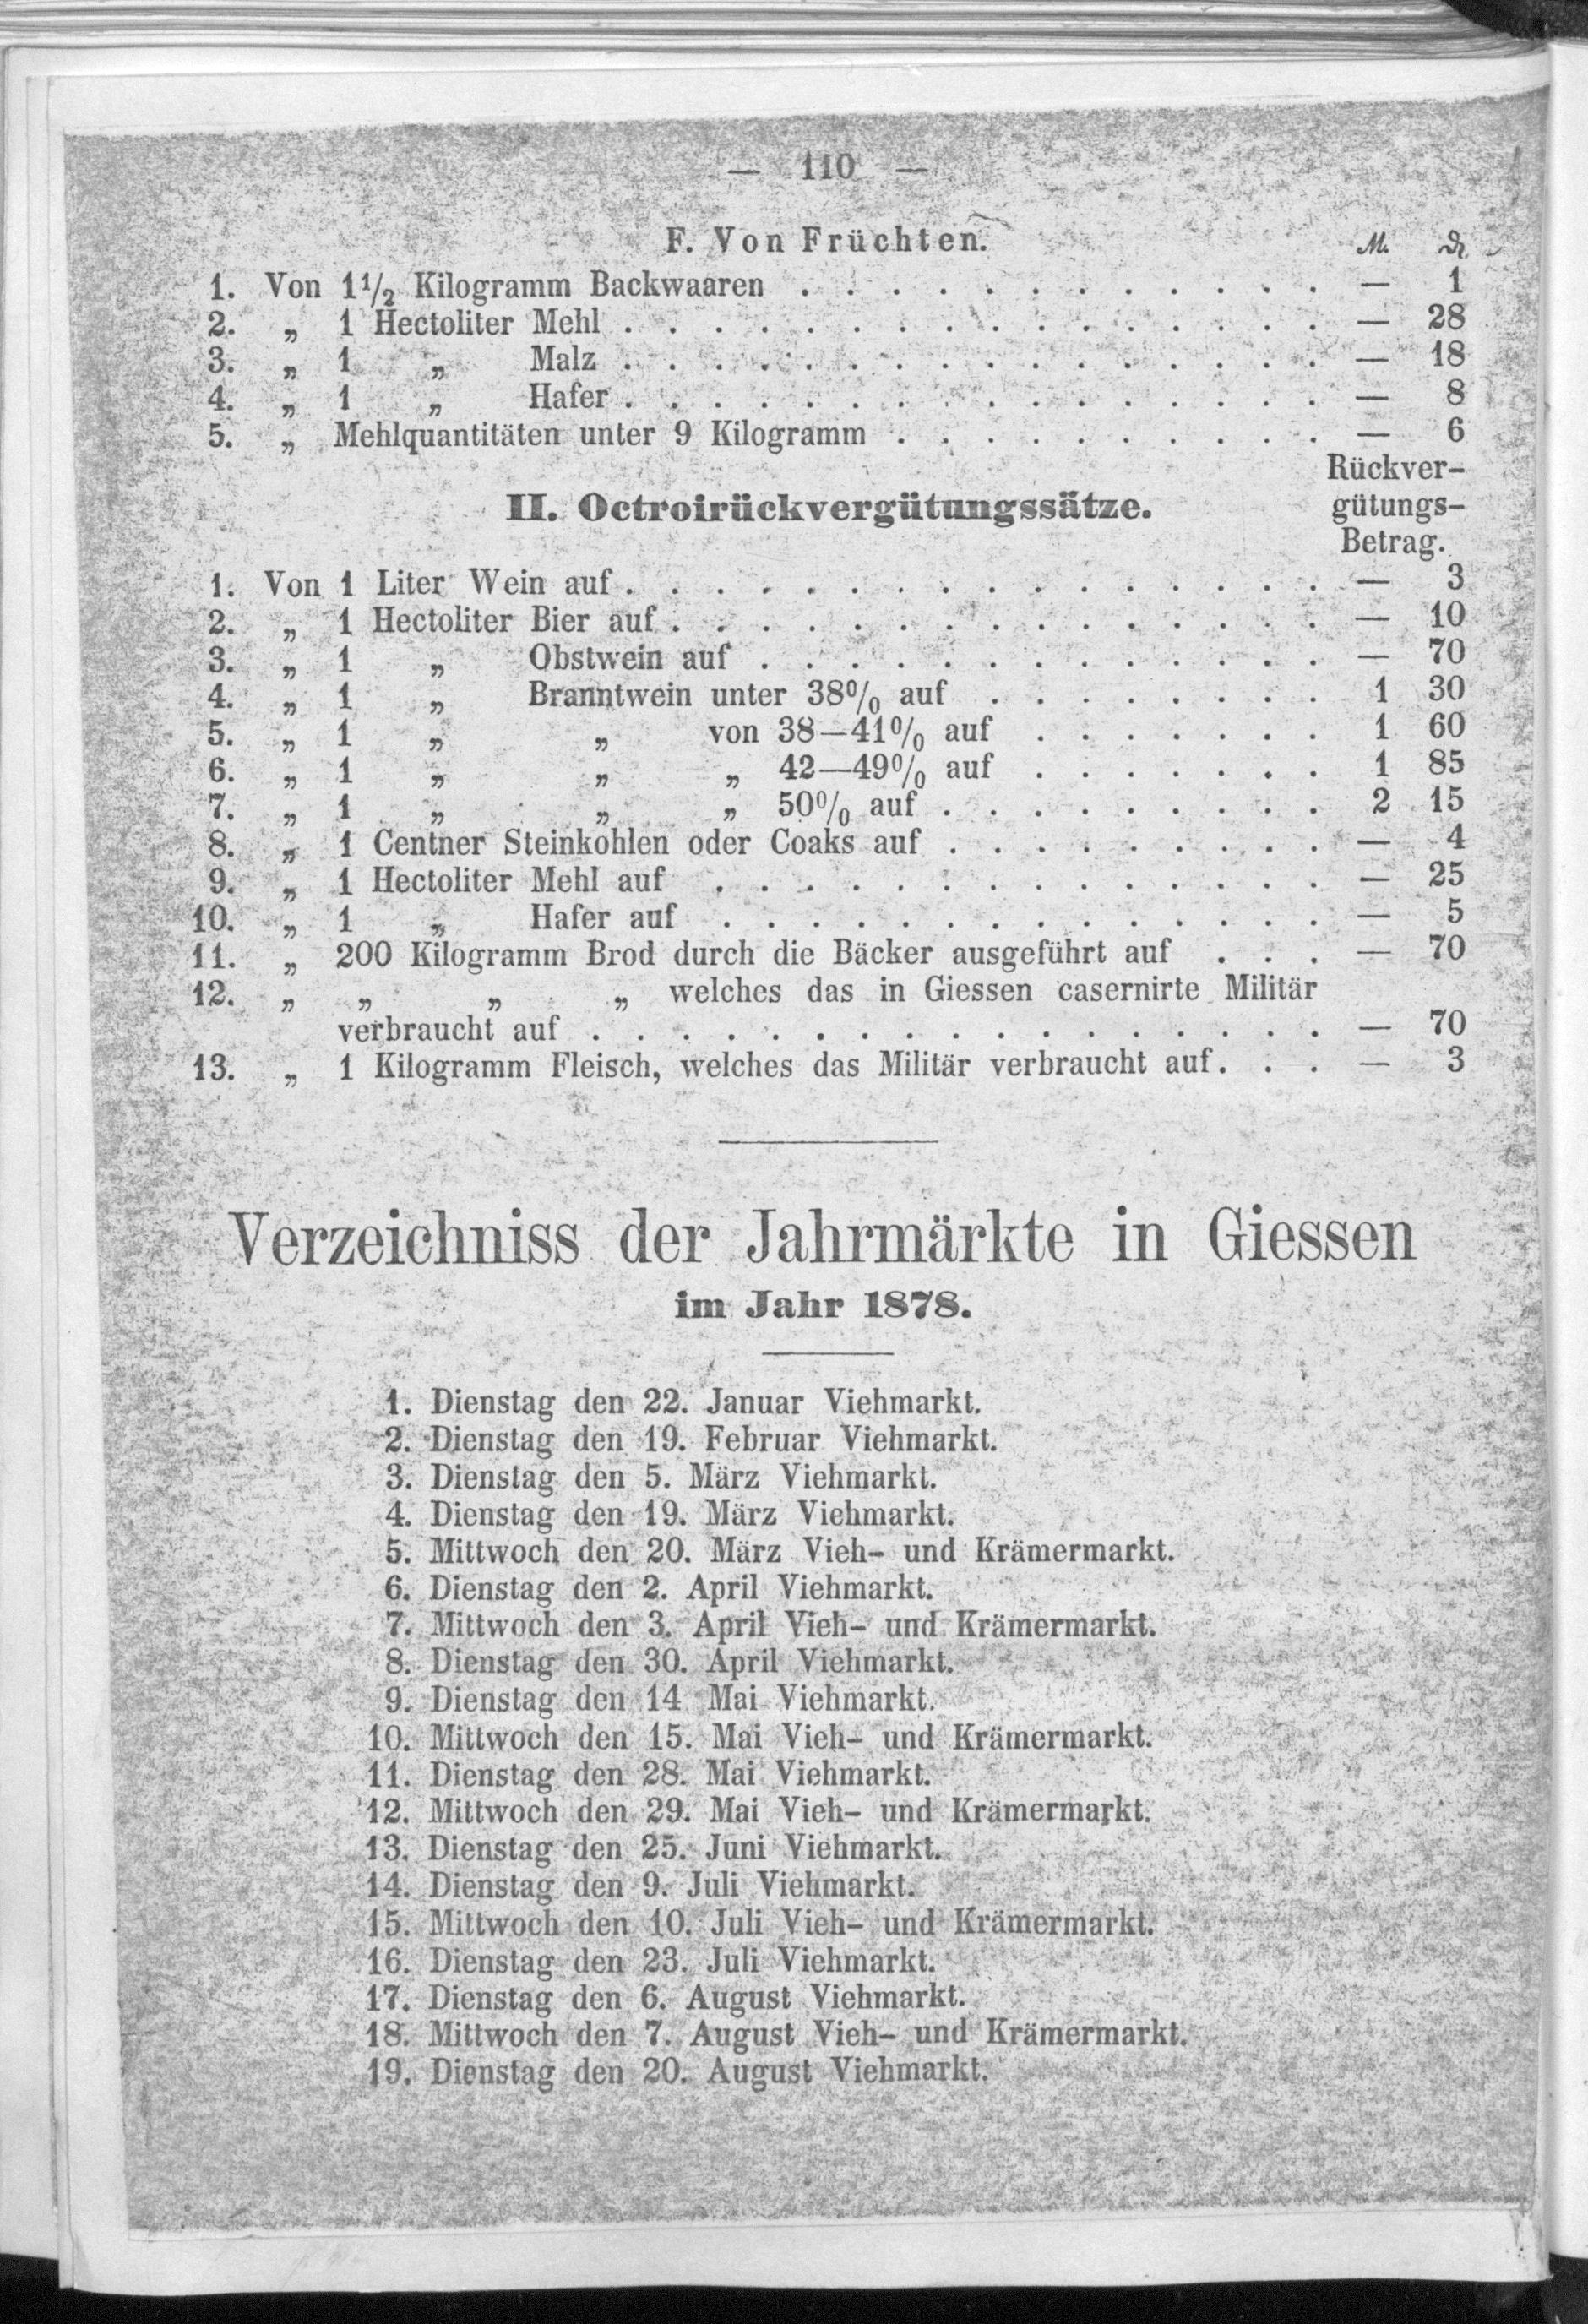 — 110 —
F. Von Früchten. M. ₰
1. Von 1½ Kilogramm Backwaaren . . . . . . . . . . . . — 1
2. „ 1 Hectoliter Mehl . . . . . . . . . . . . . . . . — 28
3. „ 1 „ Malz . . . . . . . . . . . . . . . . — 18
4. „ 1 „ Hafer . . . . . . . . . . . . . . . . — 8
5. „ Mehlquantitäten unter 9 Kilogramm . . . . . . . . . . — 6
Rückver-
II. Octroirückvergütungssätze. gütungs-
Betrag.
1. Von 1 Liter Wein auf . . . . . . . . . . . . . . . . — 3
2. „ 1 Hectoliter Bier auf . . . . . . . . . . . . . . . — 10
3. „ 1 „ Obstwein auf . . . . . . . . . . . . . — 70
4. „ 1 „ Branntwein unter 38% auf . . . . . . . . 1 30
5. „ 1 „ „ von 38—41% auf . . . . . . . 1 60
6. „ 1 „ „ „ 42—49% auf . . . . . . . 1 85
7. „ 1 „ „ „ 50% auf . . . . . . . . . 2 15
8. „ 1 Centner Steinkohlen oder Coaks auf . . . . . . . . . — 4
9. „ 1 Hectoliter Mehl auf . . . . . . . . . . . . . . — 25
10. „ 1 „ Hafer auf . . . . . . . . . . . . . . — 5
11. „ 200 Kilogramm Brod durch die Bäcker ausgeführt auf . . . — 70
12. „ „ „ „ welches das in Giessen casernirte Militär
verbraucht auf . . . . . . . . . . . . . . . . . — 70
13. „ 1 Kilogramm Fleisch, welches das Militär verbraucht auf . . . — 3
Verzeichniss der Jahrmärkte in Giessen
im Jahr 1878.
1. Dienstag den 22. Januar Viehmarkt.
2. Dienstag den 19. Februar Viehmarkt.
3. Dienstag den 5. März Viehmarkt.
4. Dienstag den 19. März Viehmarkt.
5. Mittwoch den 20. März Vieh- und Krämermarkt.
6. Dienstag den 2. April Viehmarkt.
7. Mittwoch den 3. April Vieh- und Krämermarkt.
8. Dienstag den 30. April Viehmarkt.
9. Dienstag den 14 Mai Viehmarkt.
10. Mittwoch den 15. Mai Vieh- und Krämermarkt.
11. Dienstag den 28. Mai Viehmarkt.
12. Mittwoch den 29. Mai Vieh- und Krämermarkt.
13. Dienstag den 25. Juni Viehmarkt.
14. Dienstag den 9. Juli Viehmarkt.
15. Mittwoch den 10. Juli Vieh- und Krämermarkt.
16. Dienstag den 23. Juli Viehmarkt.
17. Dienstag den 6. August Viehmarkt.
18. Mittwoch den 7. August Vieh- und Krämermarkt.
19. Dienstag den 20. August Viehmarkt.